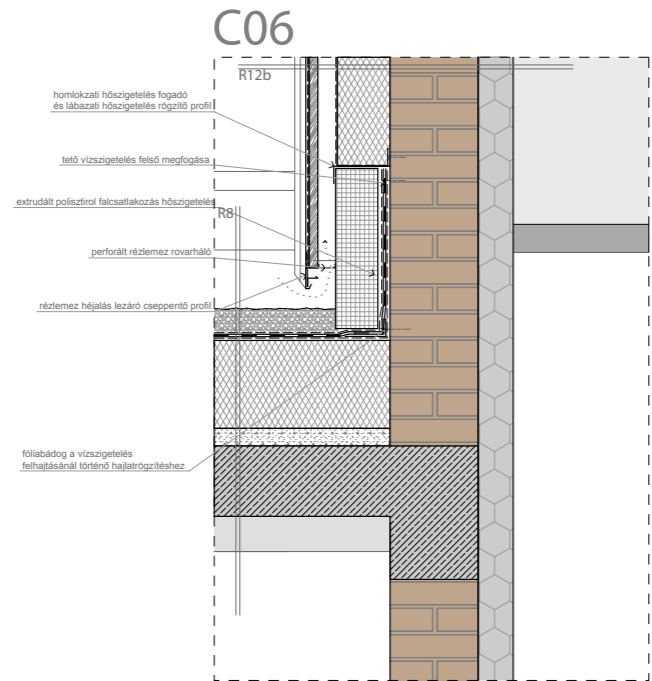 C06
R12b
homlokzati hőszigetelés fogadó
és lábazati hőszigetelés rögzítő profil
tető vízszigetelés felső megfogása
extrudált polisztirol falcsatlakozás hőszigetelés
R8
perforált rézlemez rovarháló
rézlemez héjalás lezáró cseppentő profil
fóliabádog a vízszigetelés
felhajtásánál történő hajlatrögzítéshez